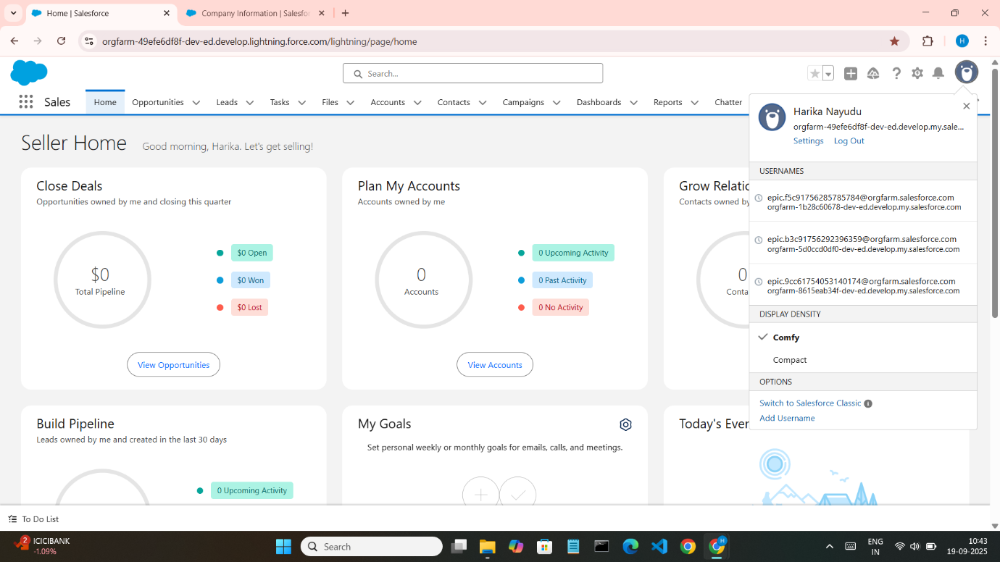 Home | Salesforce
Company Information | Salesfor
orgfarm-49efe6df8f-dev-ed.develop.lightning.force.com/lightning/page/home
H
Search...
Sales
Home
Opportunities
Leads
Tasks
Files
Accounts
Contacts
Campaigns
Dashboards
Reports
Chatter
Seller Home
Good morning, Harika. Let's get selling!
Close Deals
Opportunities owned by me and closing this quarter
$0
Total Pipeline
$0 Open
$0 Won
$0 Lost
View Opportunities
Plan My Accounts
Accounts owned by me
0
Accounts
0 Upcoming Activity
0 Past Activity
0 No Activity
View Accounts
Grow Relatio
Contacts owned by
0
Conta
Harika Nayudu
orgfarm-49efe6df8f-dev-ed.develop.my.sale...
Settings
Log Out
USERNAMES
epic.f5c91756285785784@orgfarm.salesforce.com
orgfarm-1b28c60678-dev-ed.develop.my.salesforce.com
epic.b3c91756292396359@orgfarm.salesforce.com
orgfarm-5d0ccd0df0-dev-ed.develop.my.salesforce.com
epic.9cc61754053140174@orgfarm.salesforce.com
orgfarm-8615eab34f-dev-ed.develop.my.salesforce.com
DISPLAY DENSITY
Comfy
Compact
OPTIONS
Switch to Salesforce Classic
Add Username
Build Pipeline
Leads owned by me and created in the last 30 days
0 Upcoming Activity
My Goals
Set personal weekly or monthly goals for emails, calls, and meetings.
Today's Even
To Do List
2
ICICIBANK
-1.09%
Search
H
ENG
IN
10:43
19-09-2025